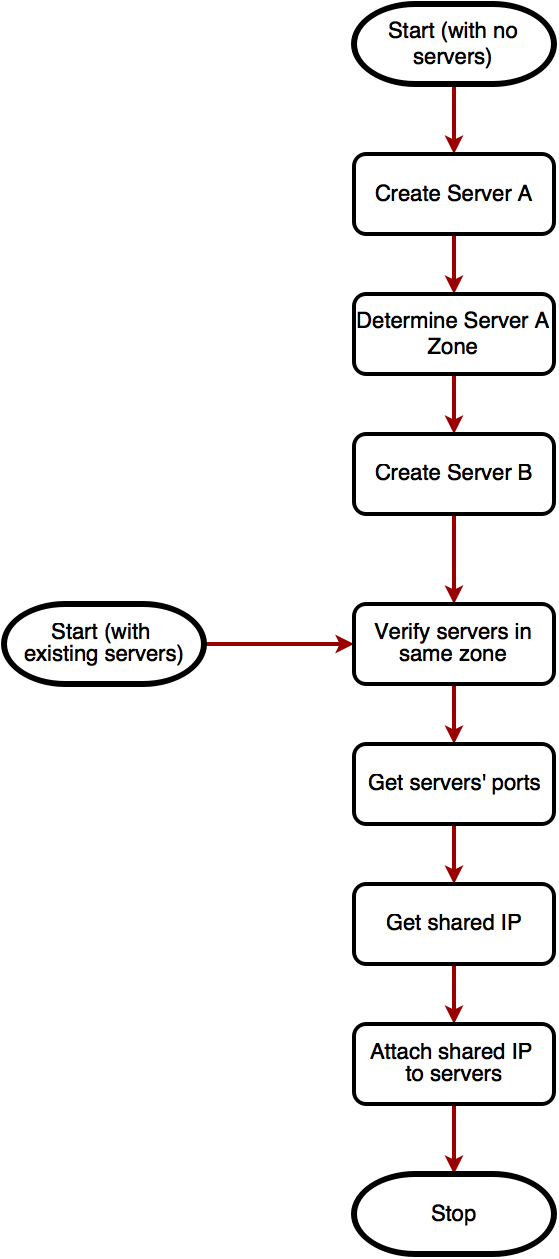 Start (with no
servers)
Create Server A
Determine Server A
Zone
Create Server B
Start (with
existing servers)
Verify servers in
same zone
Get servers' ports
Get shared IP
Attach shared IP
to servers
Stop